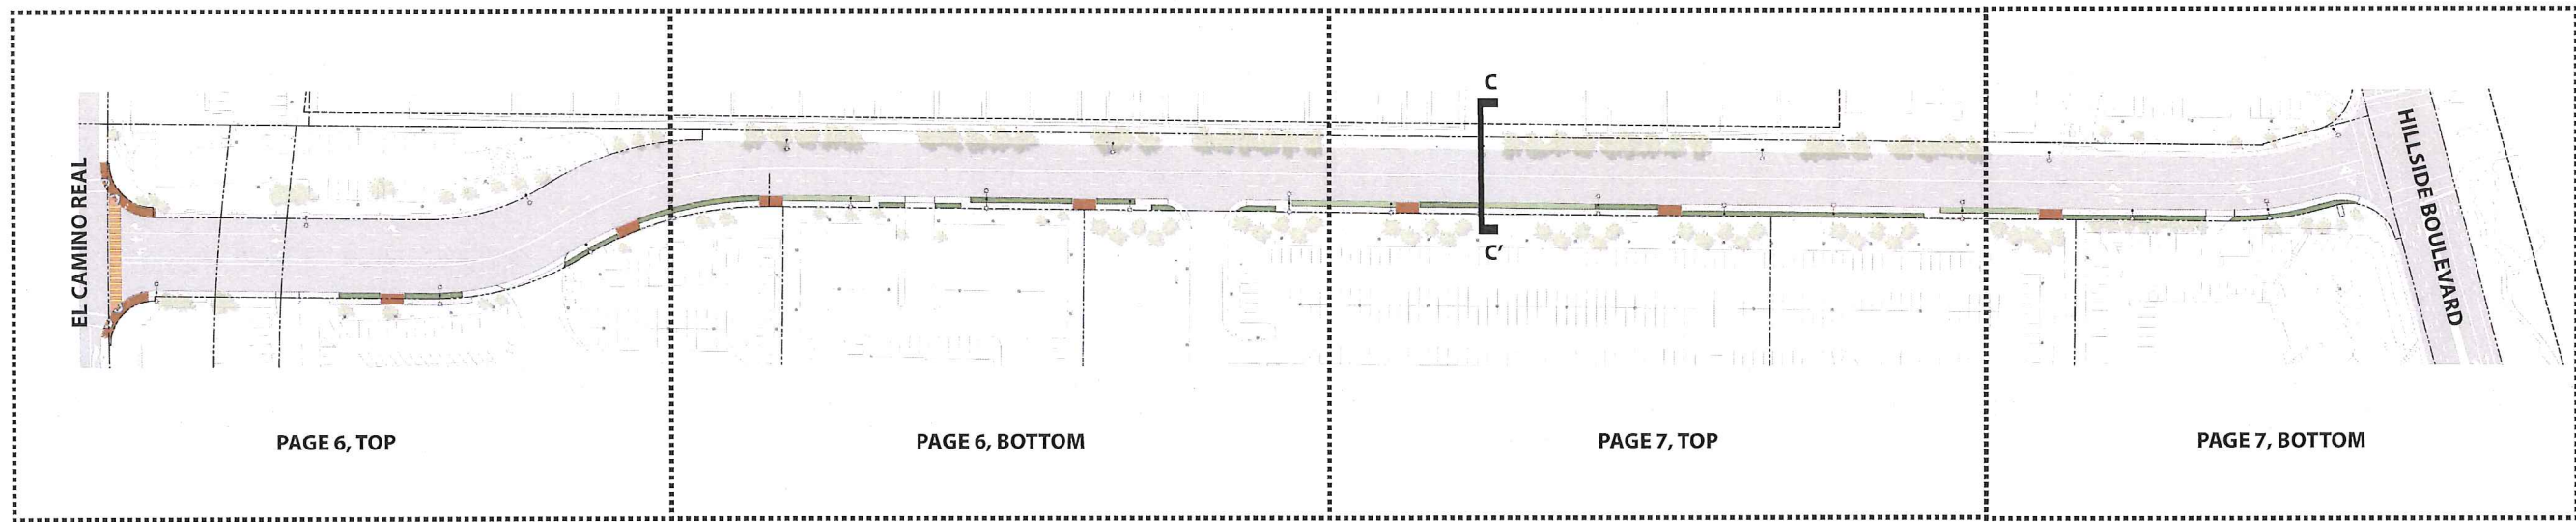 C
EL CAMINO REAL
HILLSIDE BOULEVARD
C'
PAGE 6, TOP
PAGE 6, BOTTOM
PAGE 7, TOP
PAGE 7, BOTTOM